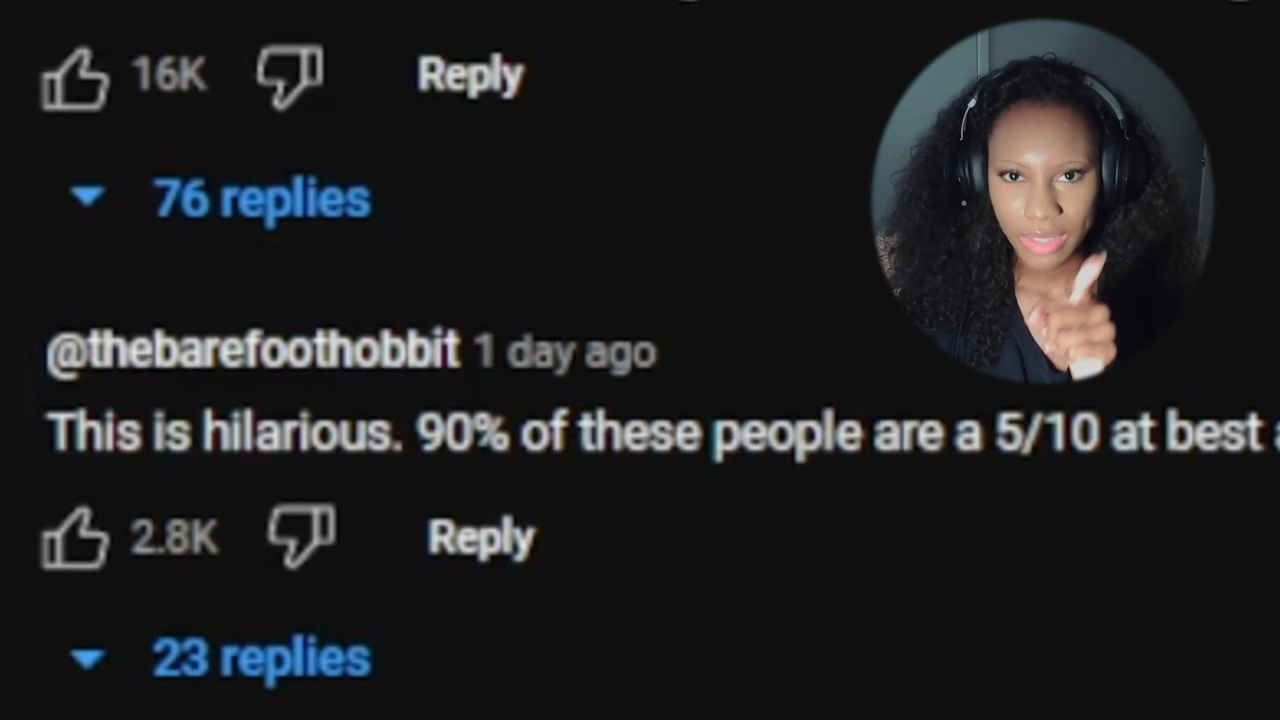 16K Reply
76 replies
@thebarefoothobbit 1 day ago
This is hilarious. 90% of these people are a 5/10 at best
2.8K Reply
23 replies